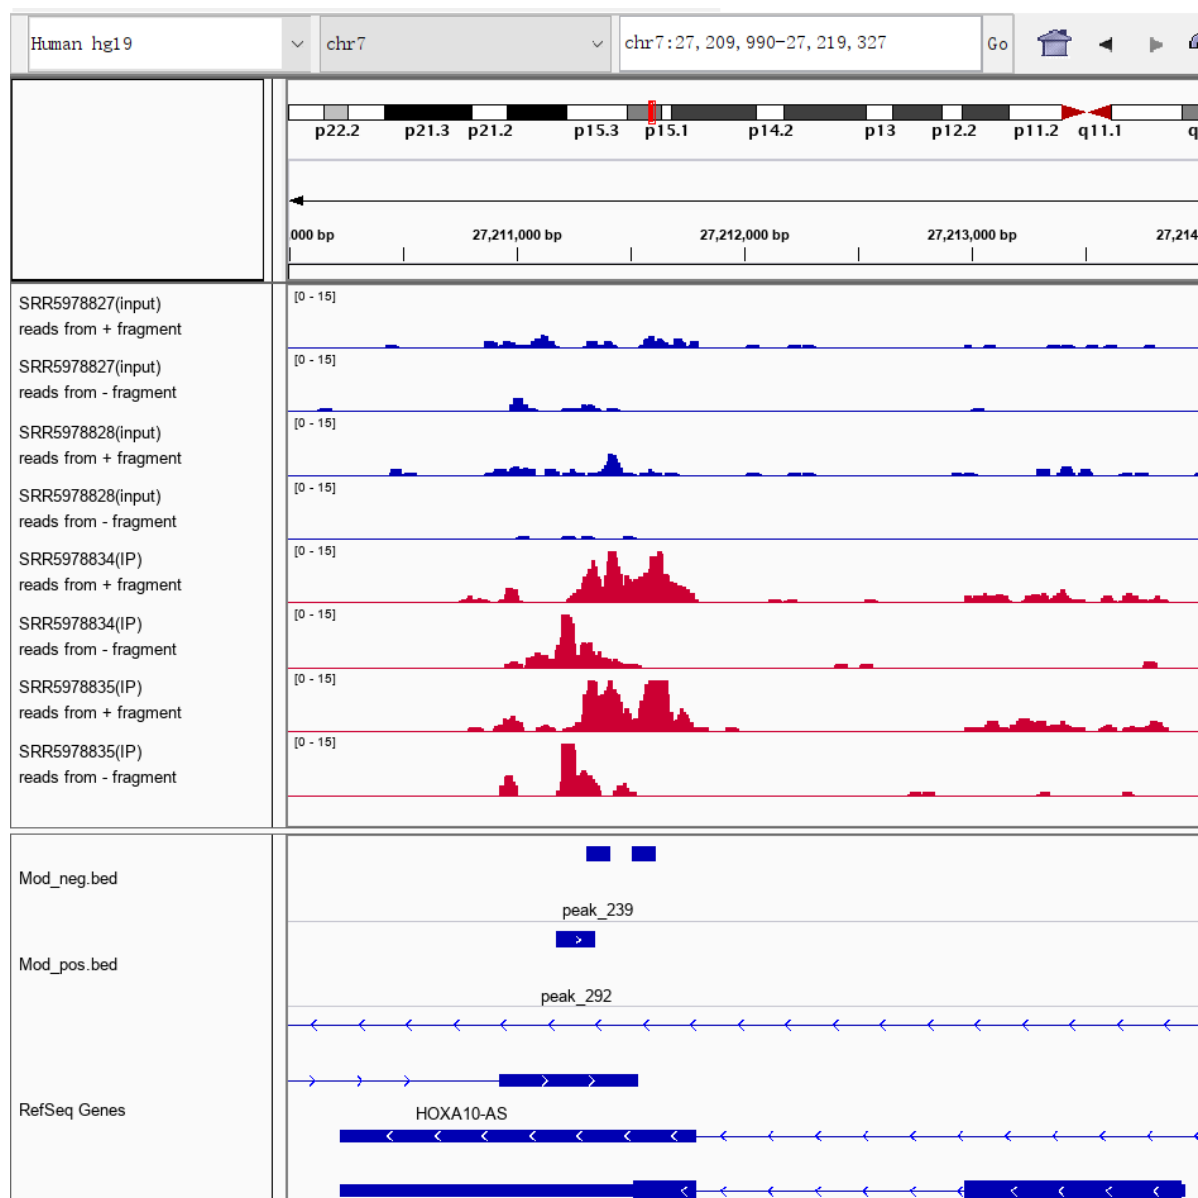 Human hg19 chr7 chr7:27,209,990-27,219,327 Go
p22.2 p21.3 p21.2 p15.3 p15.1 p14.2 p13 p12.2 p11.2 q11.1 q
,000 bp 27,211,000 bp 27,212,000 bp 27,213,000 bp 27,214
SRR5978827(input) [0 - 15]
reads from + fragment
SRR5978827(input) [0 - 15]
reads from - fragment
SRR5978828(input) [0 - 15]
reads from + fragment
SRR5978828(input) [0 - 15]
reads from - fragment
SRR5978834(IP) [0 - 15]
reads from + fragment
SRR5978834(IP) [0 - 15]
reads from - fragment
SRR5978835(IP) [0 - 15]
reads from + fragment
SRR5978835(IP) [0 - 15]
reads from - fragment
Mod_neg.bed
peak_239
Mod_pos.bed
peak_292
RefSeq Genes
HOXA10-AS